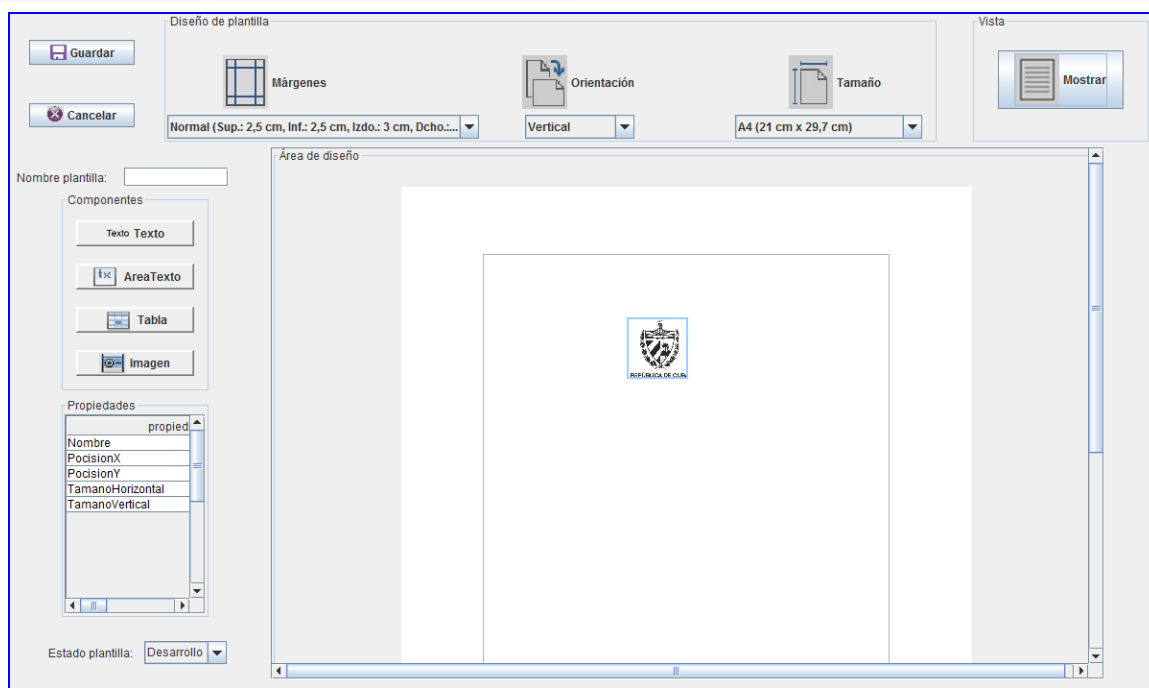 Diseño de plantilla
Vista
Guardar
Cancelar
Márgenes
Orientación
Tamaño
Mostrar
Normal (Sup.: 2,5 cm, Inf.: 2,5 cm, Izdo.: 3 cm, Dcho.:...
Vertical
A4 (21 cm x 29,7 cm)
Nombre plantilla:
Área de diseño
Componentes
Texto Texto
AreaTexto
Tabla
Imagen
REPÚBLICA DE CUBA
Propiedades
propied
Nombre
PocisionX
PocisionY
TamanoHorizontal
TamanoVertical
Estado plantilla:
Desarrollo